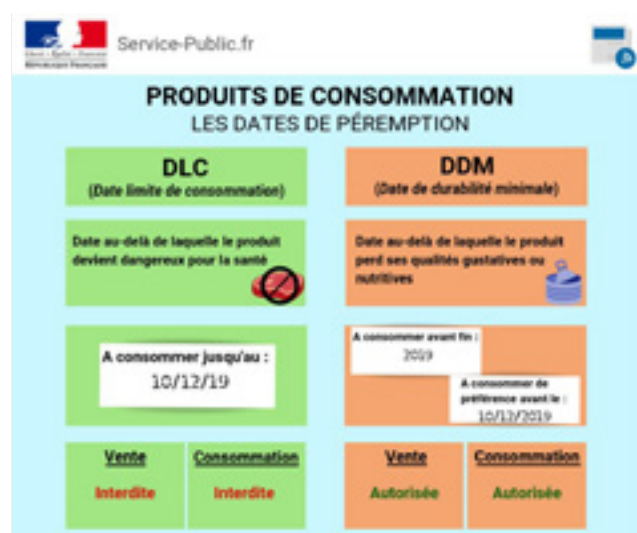 Service-Public.fr
PRODUITS DE CONSOMMATION
LES DATES DE PÉREMPTION
DLC
(Date limite de consommation)
Date au-delà de laquelle le produit
devient dangereux pour la santé
A consommer jusqu'au :
10/12/19
Vente
Interdite
Consommation
Interdite
DDM
(Date de durabilité minimale)
Date au-delà de laquelle le produit
perd ses qualités gustatives ou
nutritives
A consommer avant fin :
2019
A consommer de
préférence avant le :
10/12/2019
Vente
Autorisée
Consommation
Autorisée